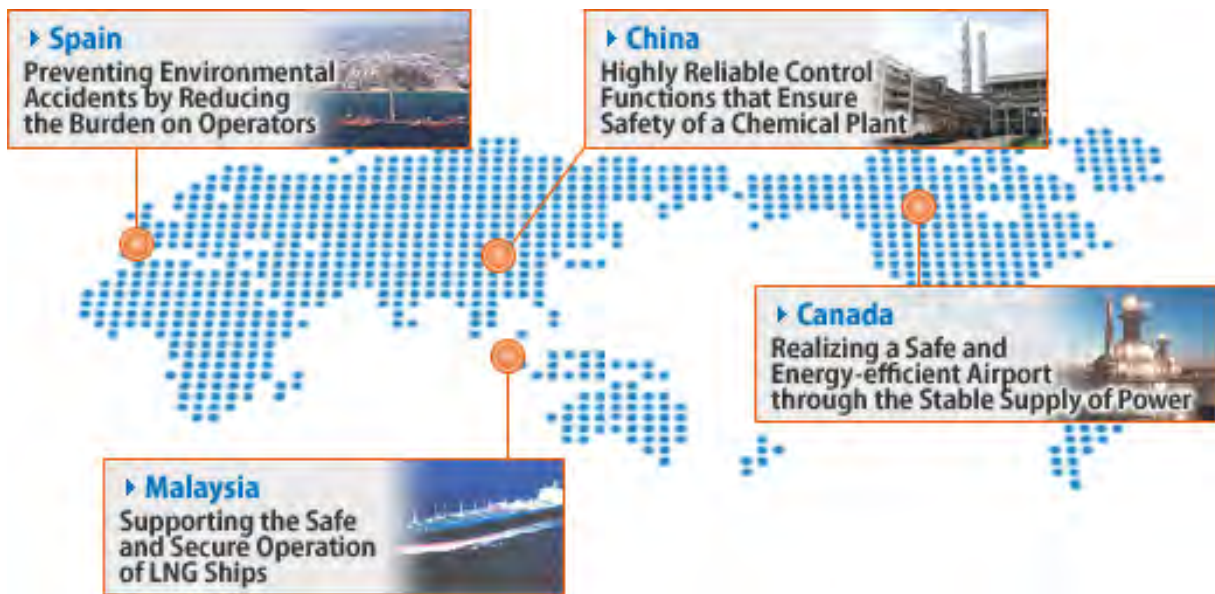 Spain
Preventing Environmental
Accidents by Reducing
the Burden on Operators
China
Highly Reliable Control
Functions that Ensure
Safety of a Chemical Plant
Canada
Realizing a Safe and
Energy-efficient Airport
through the Stable Supply of Power
Malaysia
Supporting the Safe
and Secure Operation
of LNG Ships